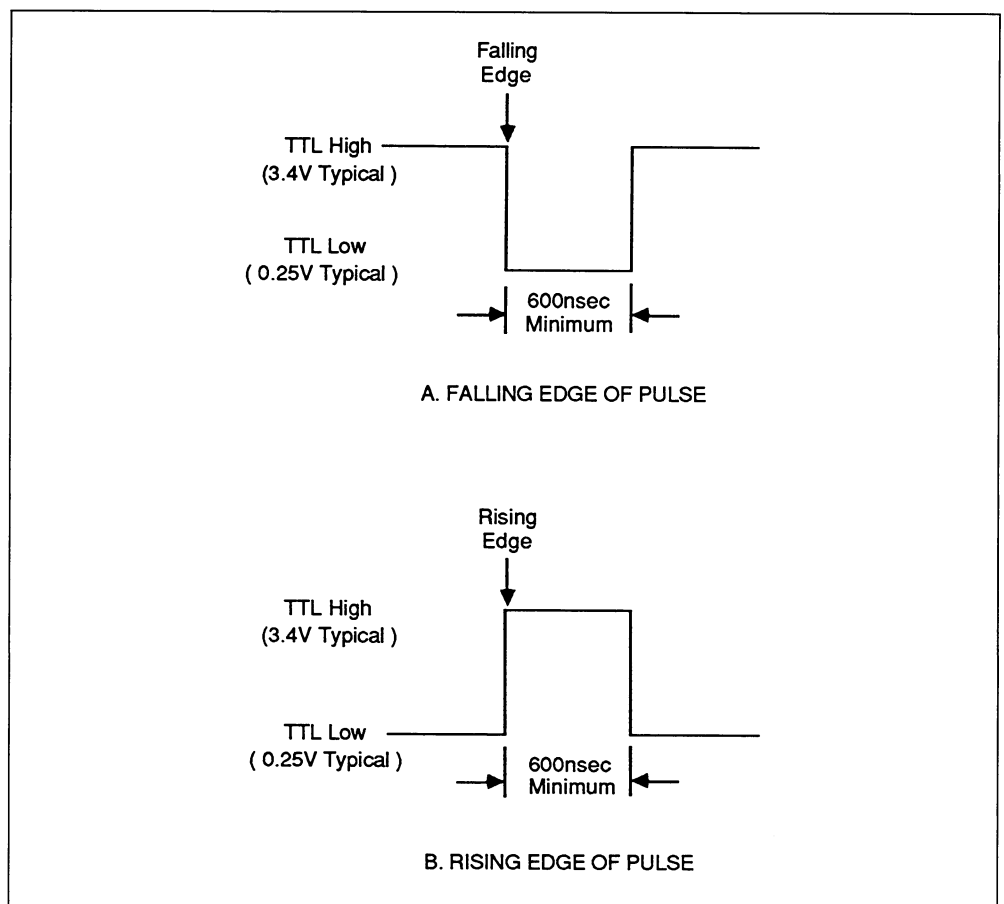 Falling
Edge
TTL High
(3.4V Typical )
TTL Low
( 0.25V Typical )
600nsec
Minimum
A. FALLING EDGE OF PULSE
Rising
Edge
TTL High
(3.4V Typical )
TTL Low
( 0.25V Typical )
600nsec
Minimum
B. RISING EDGE OF PULSE